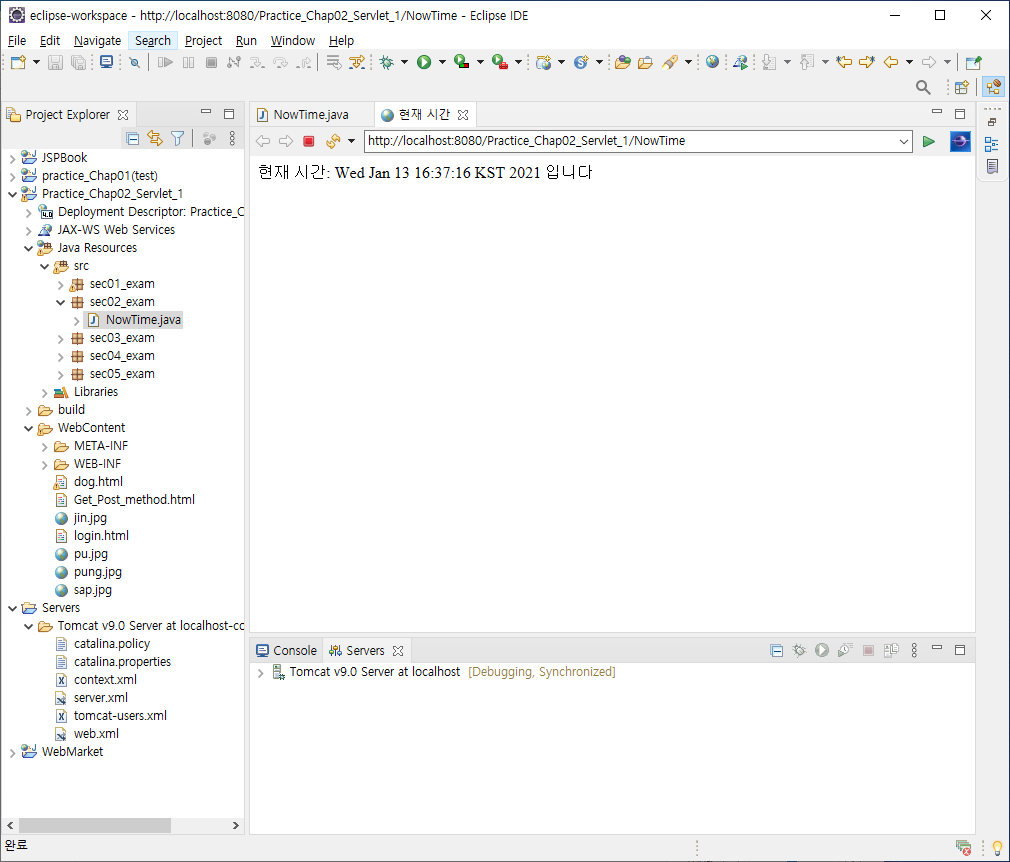 eclipse-workspace - http://localhost:8080/Practice_Chap02_Servlet_1/NowTime - Eclipse IDE
File Edit Navigate Search Project Run Window Help
Project Explorer
JSPBook
practice_Chap01(test)
Practice_Chap02_Servlet_1
Deployment Descriptor: Practice_C
JAX-WS Web Services
Java Resources
src
sec01_exam
sec02_exam
NowTime.java
sec03_exam
sec04_exam
sec05_exam
Libraries
build
WebContent
META-INF
WEB-INF
dog.html
Get_Post_method.html
jin.jpg
login.html
pu.jpg
pung.jpg
sap.jpg
Servers
Tomcat v9.0 Server at localhost-co
catalina.policy
catalina.properties
context.xml
server.xml
tomcat-users.xml
web.xml
WebMarket
NowTime.java 현재 시간
http://localhost:8080/Practice_Chap02_Servlet_1/NowTime
현재 시간: Wed Jan 13 16:37:16 KST 2021 입니다
Console Servers
Tomcat v9.0 Server at localhost [Debugging, Synchronized]
완료